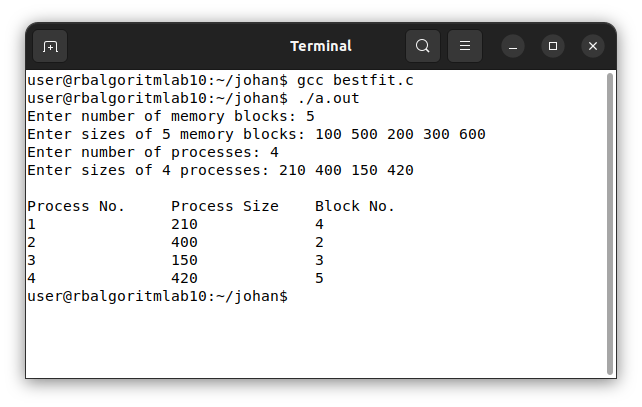 Terminal
user@rbalgoritmlab10:~/johan$ gcc bestfit.c
user@rbalgoritmlab10:~/johan$ ./a.out
Enter number of memory blocks: 5
Enter sizes of 5 memory blocks: 100 500 200 300 600
Enter number of processes: 4
Enter sizes of 4 processes: 210 400 150 420

Process No.     Process Size    Block No.
1               210             4
2               400             2
3               150             3
4               420             5
user@rbalgoritmlab10:~/johan$